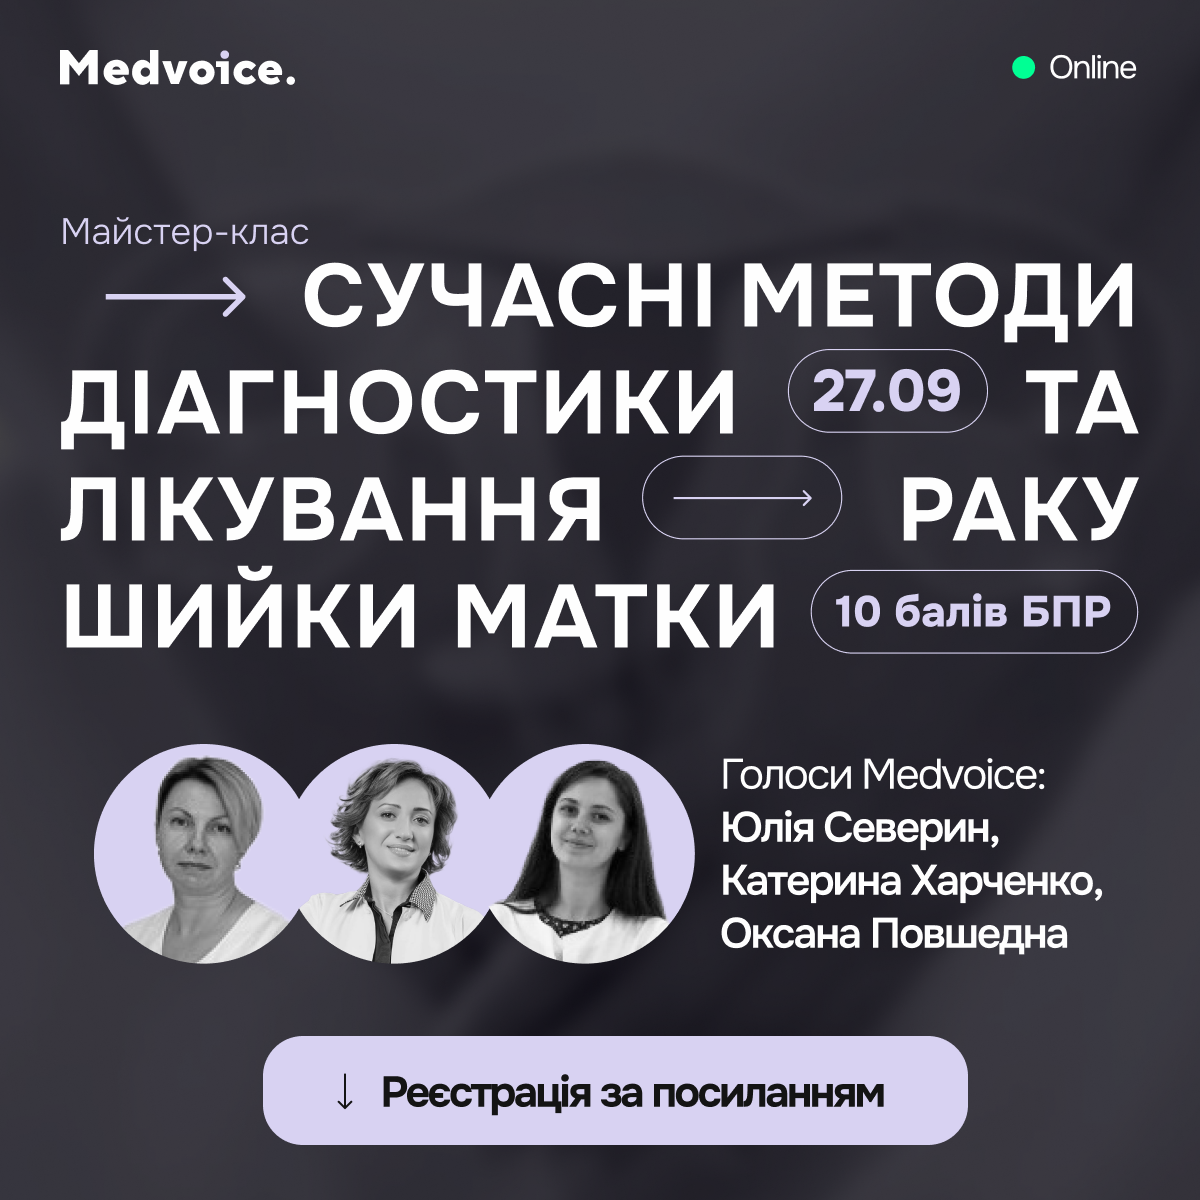 Medvoice.
Online
Майстер-клас
СУЧАСНІ МЕТОДИ
ДІАГНОСТИКИ 27.09 ТА
ЛІКУВАННЯ РАКУ
ШИЙКИ МАТКИ 10 балів БПР
Голоси Medvoice:
Юлія Северин,
Катерина Харченко,
Оксана Повшедна
Реєстрація за посиланням